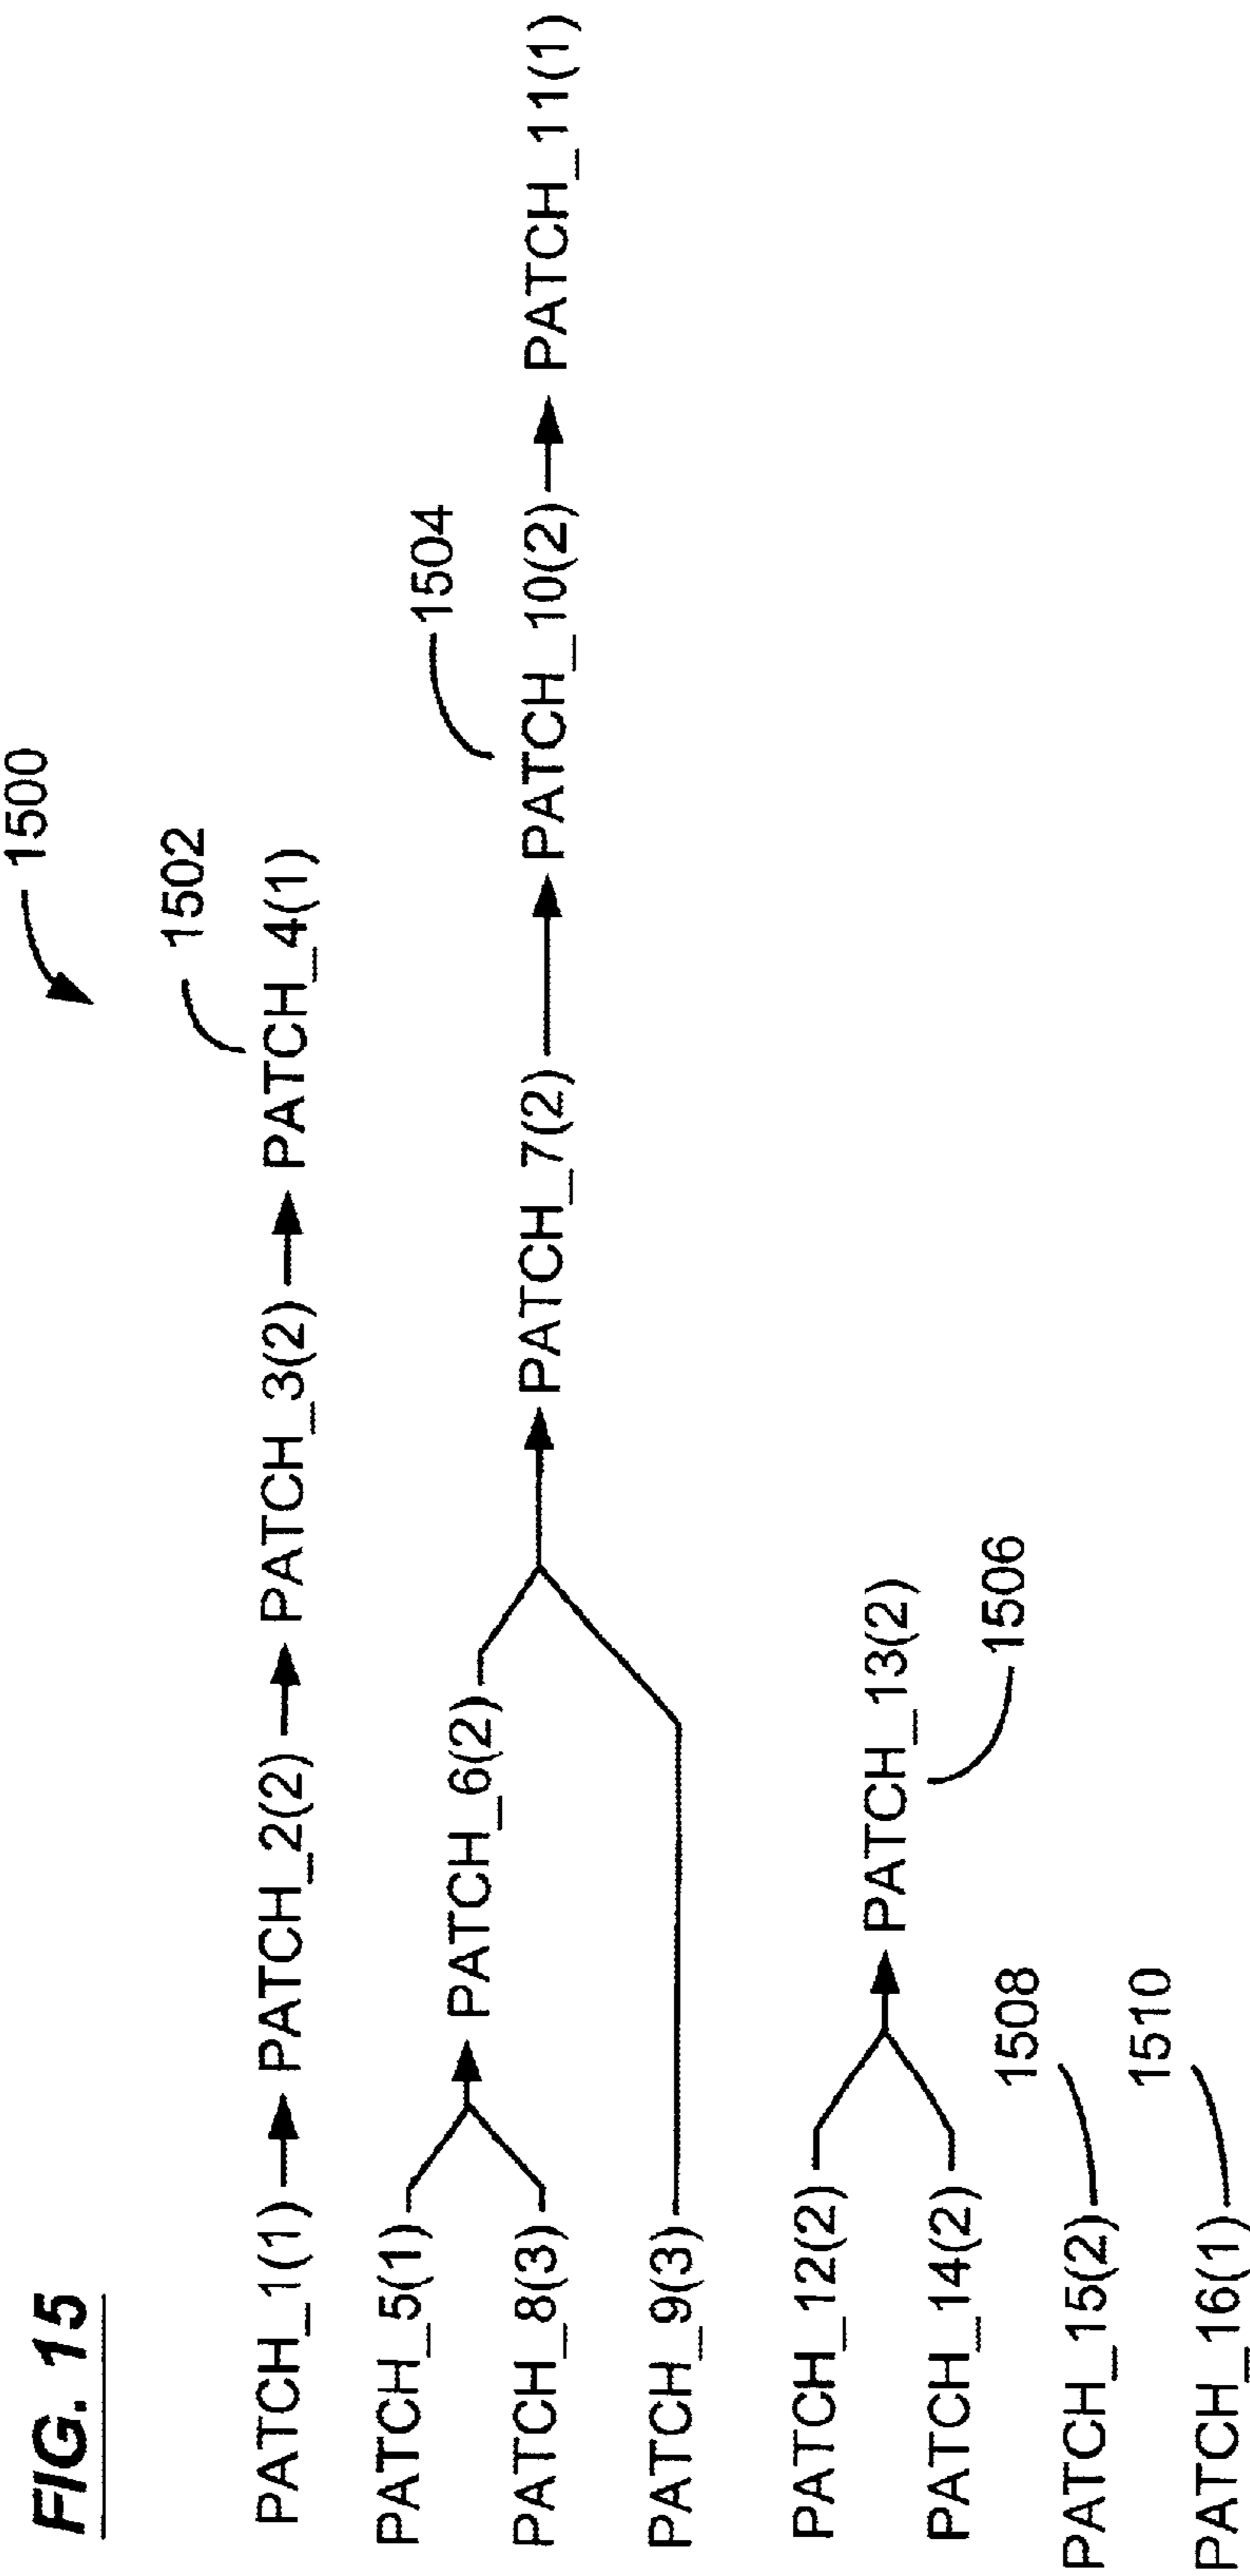 FIG. 15
1500
1502
PATCH_1(1) PATCH_2(2) PATCH_3(2) PATCH_4(1)
1504
PATCH_5(1)
PATCH_6(2)
PATCH_8(3)
PATCH_7(2) PATCH_10(2) PATCH_11(1)
PATCH_9(3)
PATCH_12(2)
PATCH_13(2)
PATCH_14(2)
1506
1508
PATCH_15(2)
1510
PATCH_16(1)